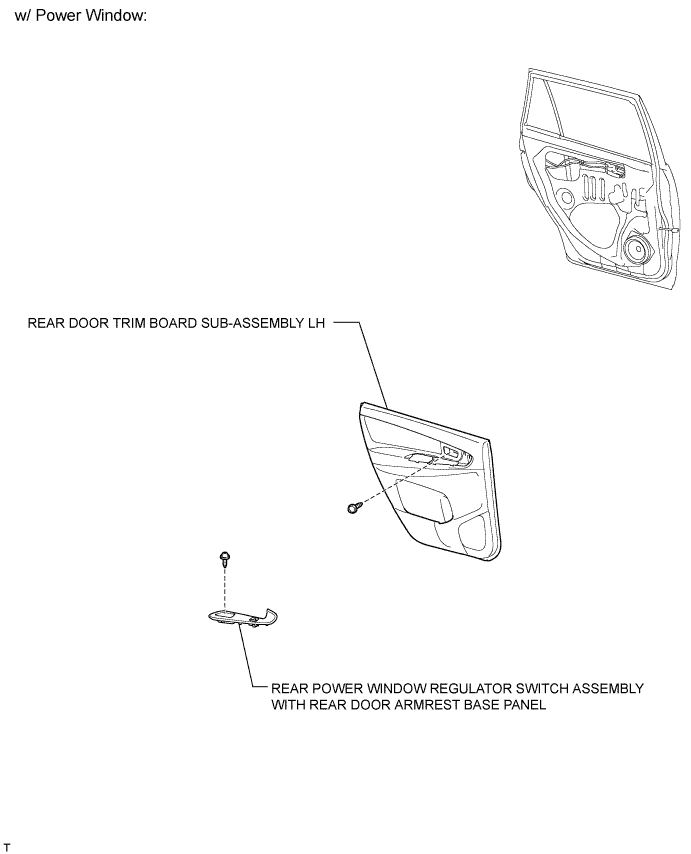 w/ Power Window:
REAR DOOR TRIM BOARD SUB-ASSEMBLY LH
REAR POWER WINDOW REGULATOR SWITCH ASSEMBLY
WITH REAR DOOR ARMREST BASE PANEL
T